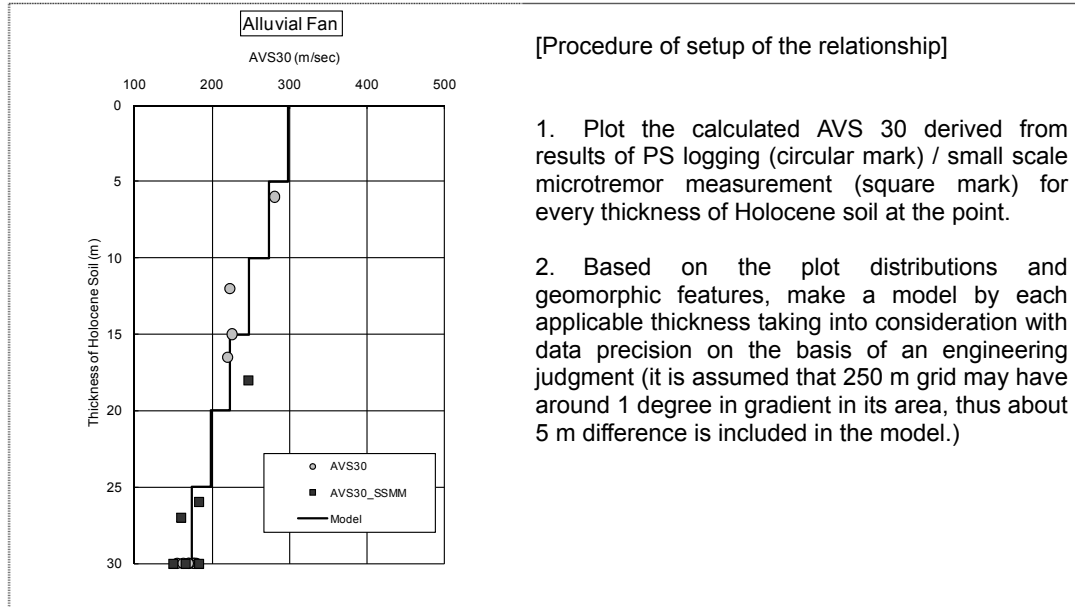 Alluvial Fan
AVS30 (m/sec)
100 200 300 400 500
0
5
10
15
20
25
30
Thickness of Holocene Soil (m)
AVS30
AVS30_SSMM
Model
[Procedure of setup of the relationship]
1. Plot the calculated AVS 30 derived from
results of PS logging (circular mark) / small scale
microtremor measurement (square mark) for
every thickness of Holocene soil at the point.
2. Based on the plot distributions and
geomorphic features, make a model by each
applicable thickness taking into consideration with
data precision on the basis of an engineering
judgment (it is assumed that 250 m grid may have
around 1 degree in gradient in its area, thus about
5 m difference is included in the model.)